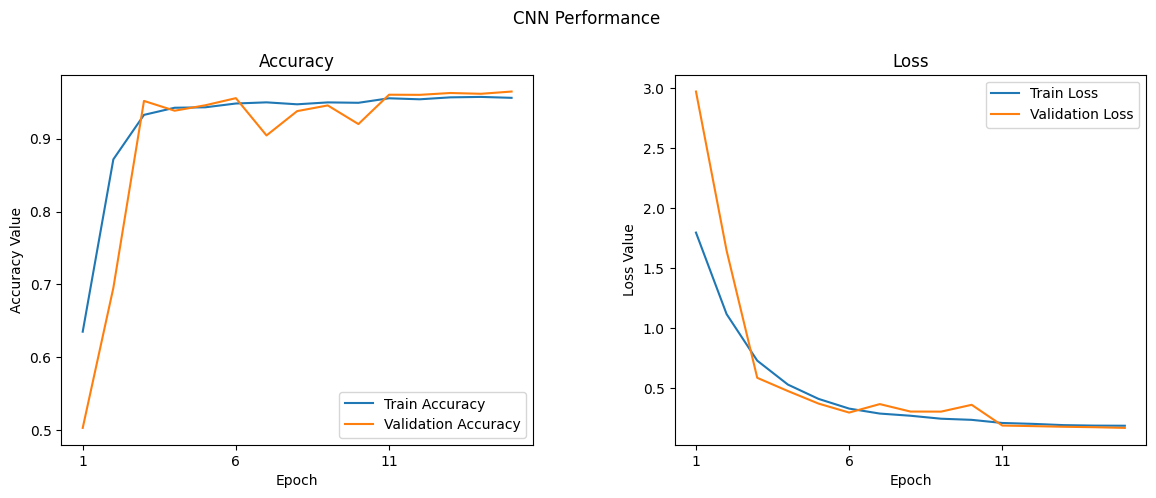 CNN Performance
Accuracy
Accuracy Value
0.9
0.8
0.7
0.6
0.5
1
6
11
Epoch
Train Accuracy
Validation Accuracy
Loss
Loss Value
3.0
2.5
2.0
1.5
1.0
0.5
1
6
11
Epoch
Train Loss
Validation Loss